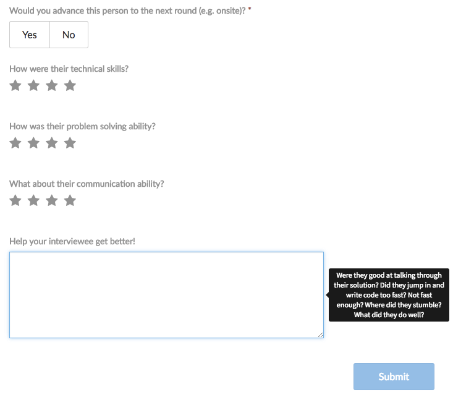 Would you advance this person to the next round (e.g. onsite)? *
Yes No
How were their technical skills?
How was their problem solving ability?
What about their communication ability?
Help your interviewee get better!
Were they good at talking through
their solution? Did they jump in and
write code too fast? Not fast
enough? Where did they stumble?
What did they do well?
Submit